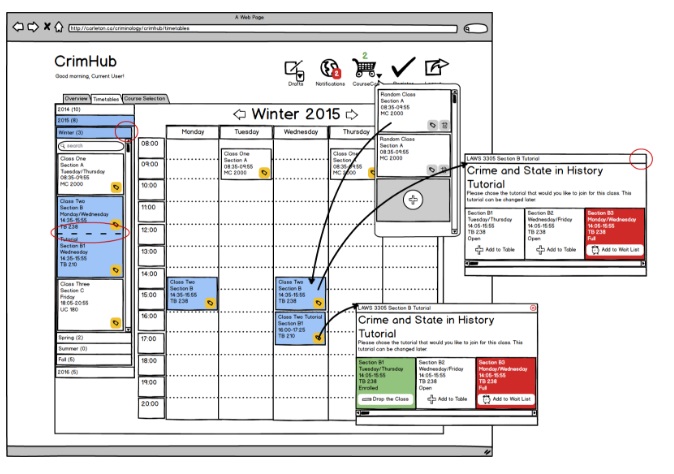 A Web Page
http://carleton.ca/criminology/crimhub/timetables
CrimHub
Good morning, Current User!
2
2
Drafts
Notifications
CourseCart
Overview
Timetables
Course Selection
2014 (10)
2015 (8)
Winter (3)
search
Class One
Section A
Tuesday/Thursday
08:35-09:55
MC 2000
Class Two
Section B
Monday/Wednesday
14:35-15:55
TB 238
Tutorial
Section B1
Wednesday
14:35-15:55
TB 210
Class Three
Section C
Friday
18:05-20:55
UC 180
Spring (2)
Summer (0)
Fall (5)
2016 (5)
Winter 2015
Monday
Tuesday
Wednesday
Thursday
08:00
09:00
10:00
11:00
12:00
13:00
14:00
15:00
16:00
17:00
18:00
19:00
20:00
Class One
Section A
08:35-09:55
MC 2000
Class One
Section A
08:35-09:55
MC 2000
Class Two
Section B
14:35-15:55
TB 238
Class Two
Section B
14:35-15:55
TB 238
Class Two Tutorial
Section B1
16:00-17:25
TB 210
Random Class
Section A
08:35-09:55
MC 2000
Random Class
Section A
08:35-09:55
MC 2000
LAWS 3305 Section B Tutorial
Crime and State in History
Tutorial
Please chose the tutorial that would you like to join for this class. This
tutorial can be changed later
Section B1
Tuesday/Thursday
14:05-15:55
TB 238
Open
Add to Table
Section B2
Wednesday/Friday
14:05-15:55
TB 238
Open
Add to Table
Section B3
Monday/Wednesday
14:05-15:55
TB 238
Full
Add to Wait List
LAWS 3305 Section B Tutorial
Crime and State in History
Tutorial
Please chose the tutorial that would you like to join for this class. This
tutorial can be changed later
Section B1
Tuesday/Thursday
14:05-15:55
TB 238
Enrolled
Drop the Class
Section B2
Wednesday/Friday
14:05-15:55
TB 238
Open
Add to Table
Section B3
Monday/Wednesday
14:05-15:55
TB 238
Full
Add to Wait List